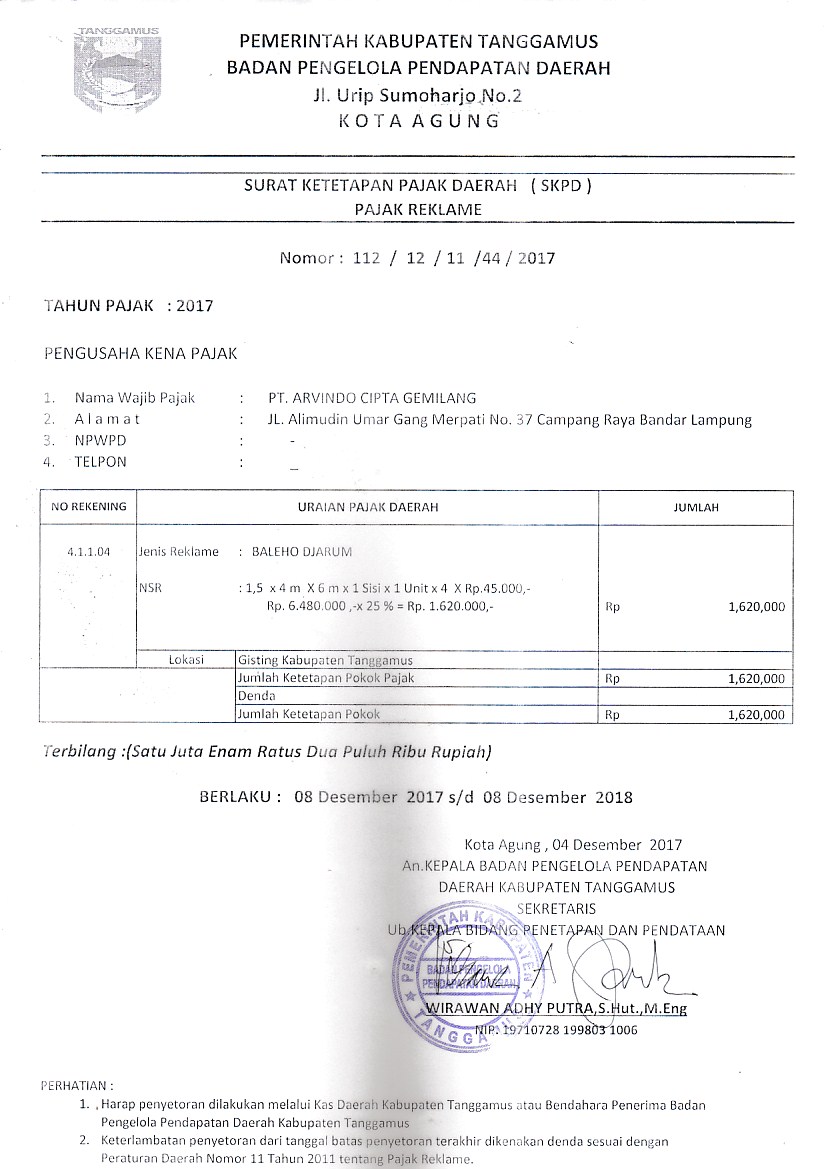 TANGGAMUS
PEMERINTAH KABUPATEN TANGGAMUS
BADAN PENGELOLA PENDAPATAN DAERAH
Jl. Urip Sumoharjo No.2
K O T A A G U N G
SURAT KETETAPAN PAJAK DAERAH ( SKPD )
PAJAK REKLAME
Nomor : 112 / 12 / 11 /44 / 2017
TAHUN PAJAK : 2017
PENGUSAHA KENA PAJAK
1. Nama Wajib Pajak : PT. ARVINDO CIPTA GEMILANG
2. A l a m a t : JL. Alimudin Umar Gang Merpati No. 37 Campang Raya Bandar Lampung
3. NPWPD : -
4. TELPON : _
NO REKENING URAIAN PAJAK DAERAH JUMLAH
4.1.1.04 Jenis Reklame : BALEHO DJARUM
NSR : 1,5 x 4 m X 6 m x 1 Sisi x 1 Unit x 4 X Rp.45.000,-
Rp. 6.480.000 ,-x 25 % = Rp. 1.620.000,- Rp 1,620,000
Lokasi Gisting Kabupaten Tanggamus
Jumlah Ketetapan Pokok Pajak Rp 1,620,000
Denda
Jumlah Ketetapan Pokok Rp 1,620,000
Terbilang :(Satu Juta Enam Ratus Dua Puluh Ribu Rupiah)
BERLAKU : 08 Desember 2017 s/d 08 Desember 2018
Kota Agung , 04 Desember 2017
An.KEPALA BADAN PENGELOLA PENDAPATAN
DAERAH KABUPATEN TANGGAMUS
SEKRETARIS
Ub.KEPALA BIDANG PENETAPAN DAN PENDATAAN
PEMERINTAH KABUPATEN
BADAN PENGELOLA
PENDAPATAN DAERAH
TANGGAMUS
WIRAWAN ADHY PUTRA,S.Hut.,M.Eng
NIP. 19710728 199803 1006
PERHATIAN :
1. Harap penyetoran dilakukan melalui Kas Daerah Kabupaten Tanggamus atau Bendahara Penerima Badan
Pengelola Pendapatan Daerah Kabupaten Tanggamus
2. Keterlambatan penyetoran dari tanggal batas penyetoran terakhir dikenakan denda sesuai dengan
Peraturan Daerah Nomor 11 Tahun 2011 tentang Pajak Reklame.